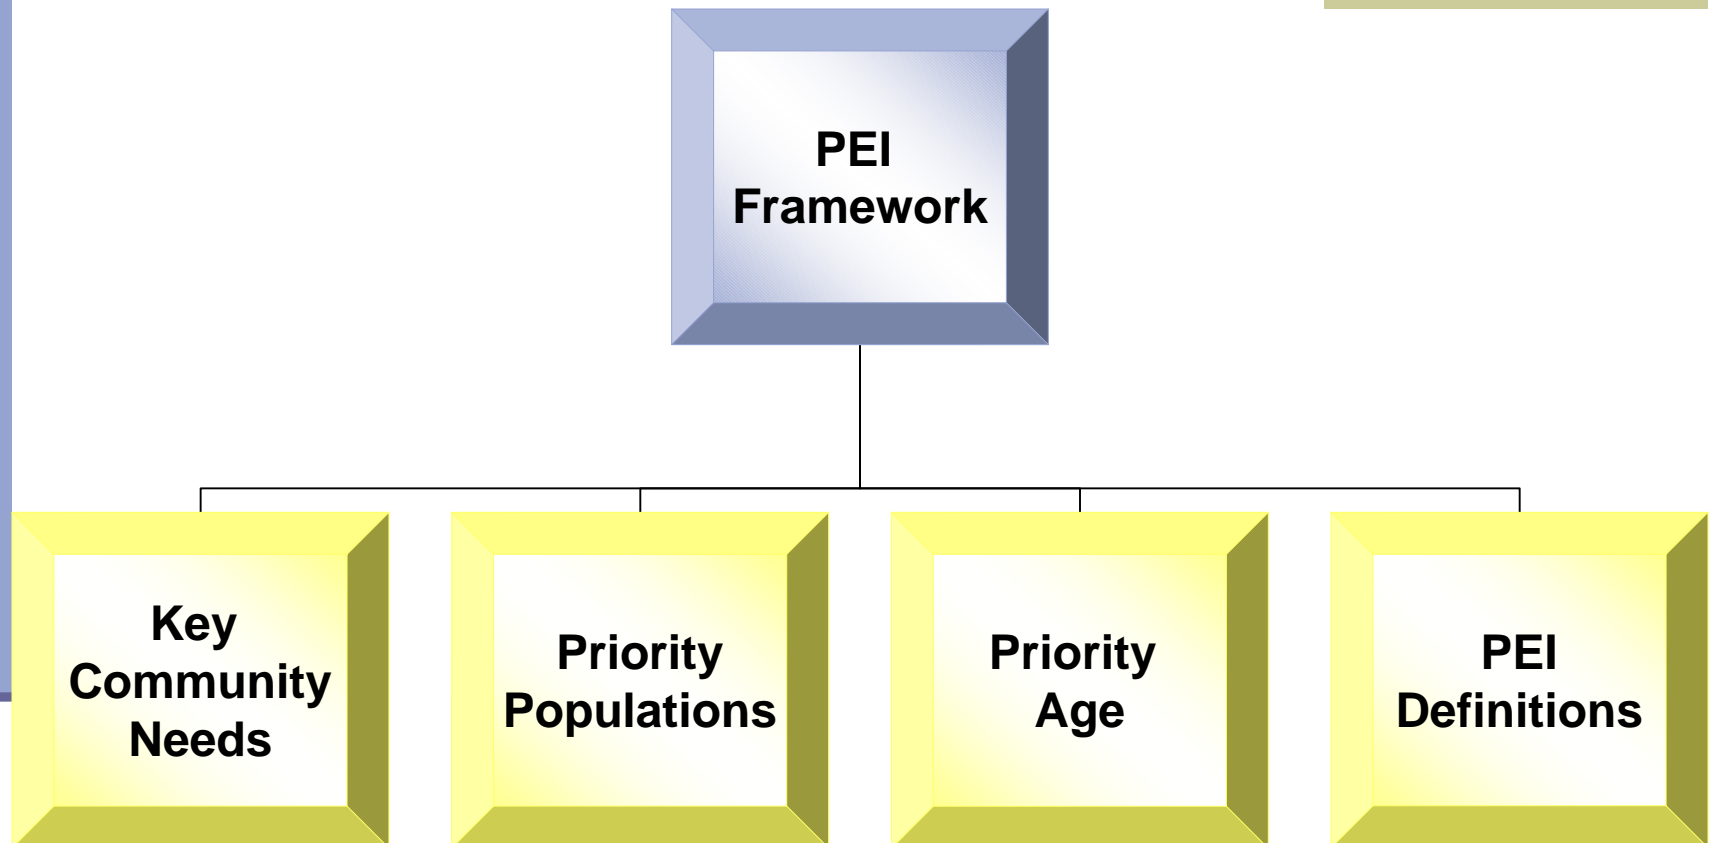 PEI
Framework
Key
Community
Needs
Priority
Populations
Priority
Age
PEI
Definitions